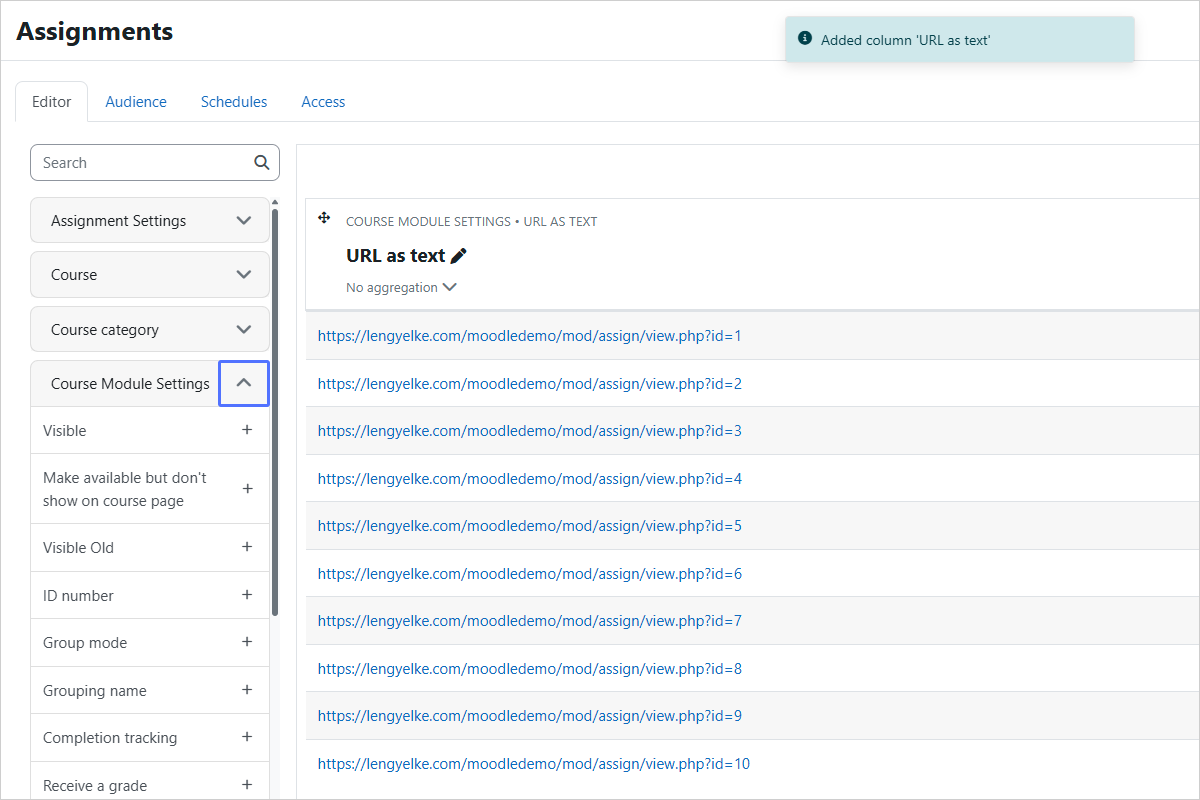 Assignments
Added column 'URL as text'
Editor
Audience
Schedules
Access
Search
Assignment Settings
Course
Course category
Course Module Settings
Visible
Make available but don't
show on course page
Visible Old
ID number
Group mode
Grouping name
Completion tracking
Receive a grade
COURSE MODULE SETTINGS • URL AS TEXT
URL as text
No aggregation
https://lengyelke.com/moodledemo/mod/assign/view.php?id=1
https://lengyelke.com/moodledemo/mod/assign/view.php?id=2
https://lengyelke.com/moodledemo/mod/assign/view.php?id=3
https://lengyelke.com/moodledemo/mod/assign/view.php?id=4
https://lengyelke.com/moodledemo/mod/assign/view.php?id=5
https://lengyelke.com/moodledemo/mod/assign/view.php?id=6
https://lengyelke.com/moodledemo/mod/assign/view.php?id=7
https://lengyelke.com/moodledemo/mod/assign/view.php?id=8
https://lengyelke.com/moodledemo/mod/assign/view.php?id=9
https://lengyelke.com/moodledemo/mod/assign/view.php?id=10